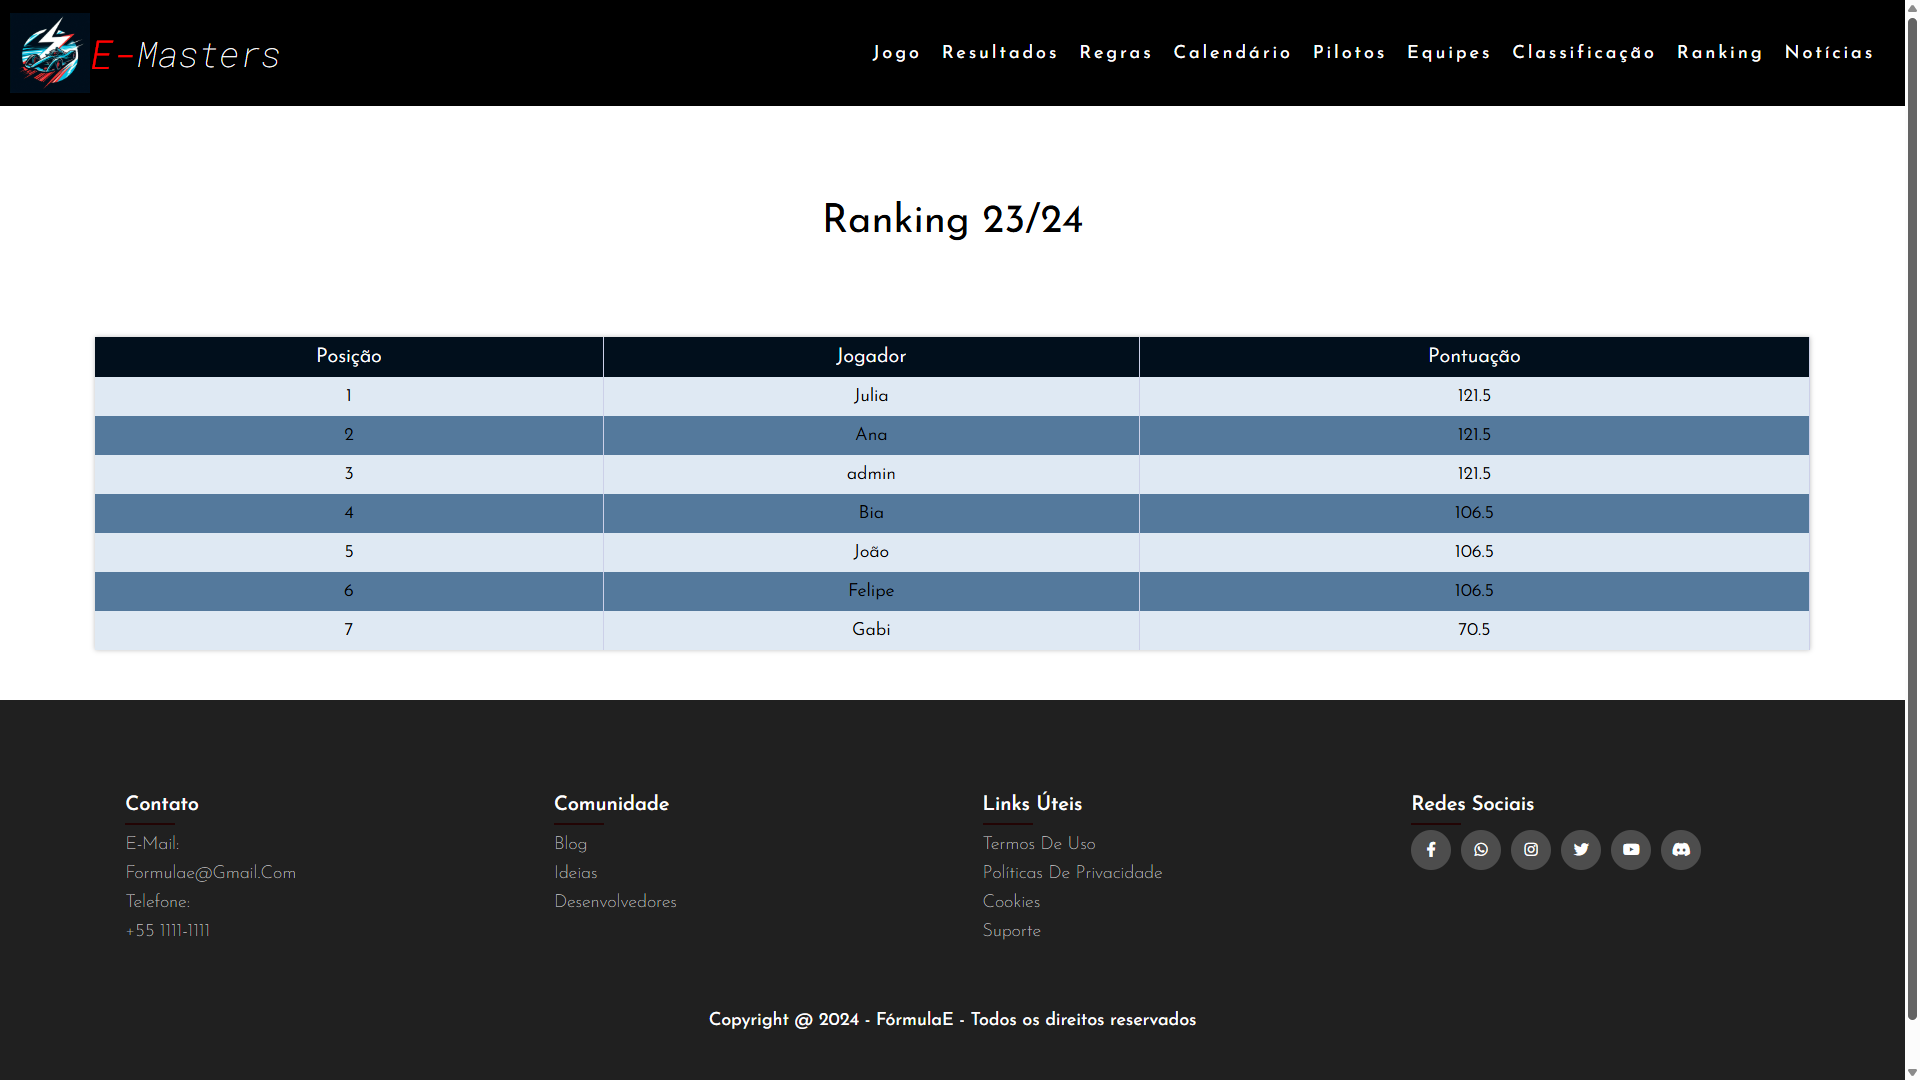 E-Masters
Jogo Resultados Regras Calendário Pilotos Equipes Classificação Ranking Notícias
Ranking 23/24
Posição Jogador Pontuação
1 Julia 121.5
2 Ana 121.5
3 admin 121.5
4 Bia 106.5
5 João 106.5
6 Felipe 106.5
7 Gabi 70.5
Contato
E-Mail:
Formulae@Gmail.Com
Telefone:
+55 1111-1111
Comunidade
Blog
Ideias
Desenvolvedores
Links Úteis
Termos De Uso
Políticas De Privacidade
Cookies
Suporte
Redes Sociais
Copyright @ 2024 - FórmulaE - Todos os direitos reservados